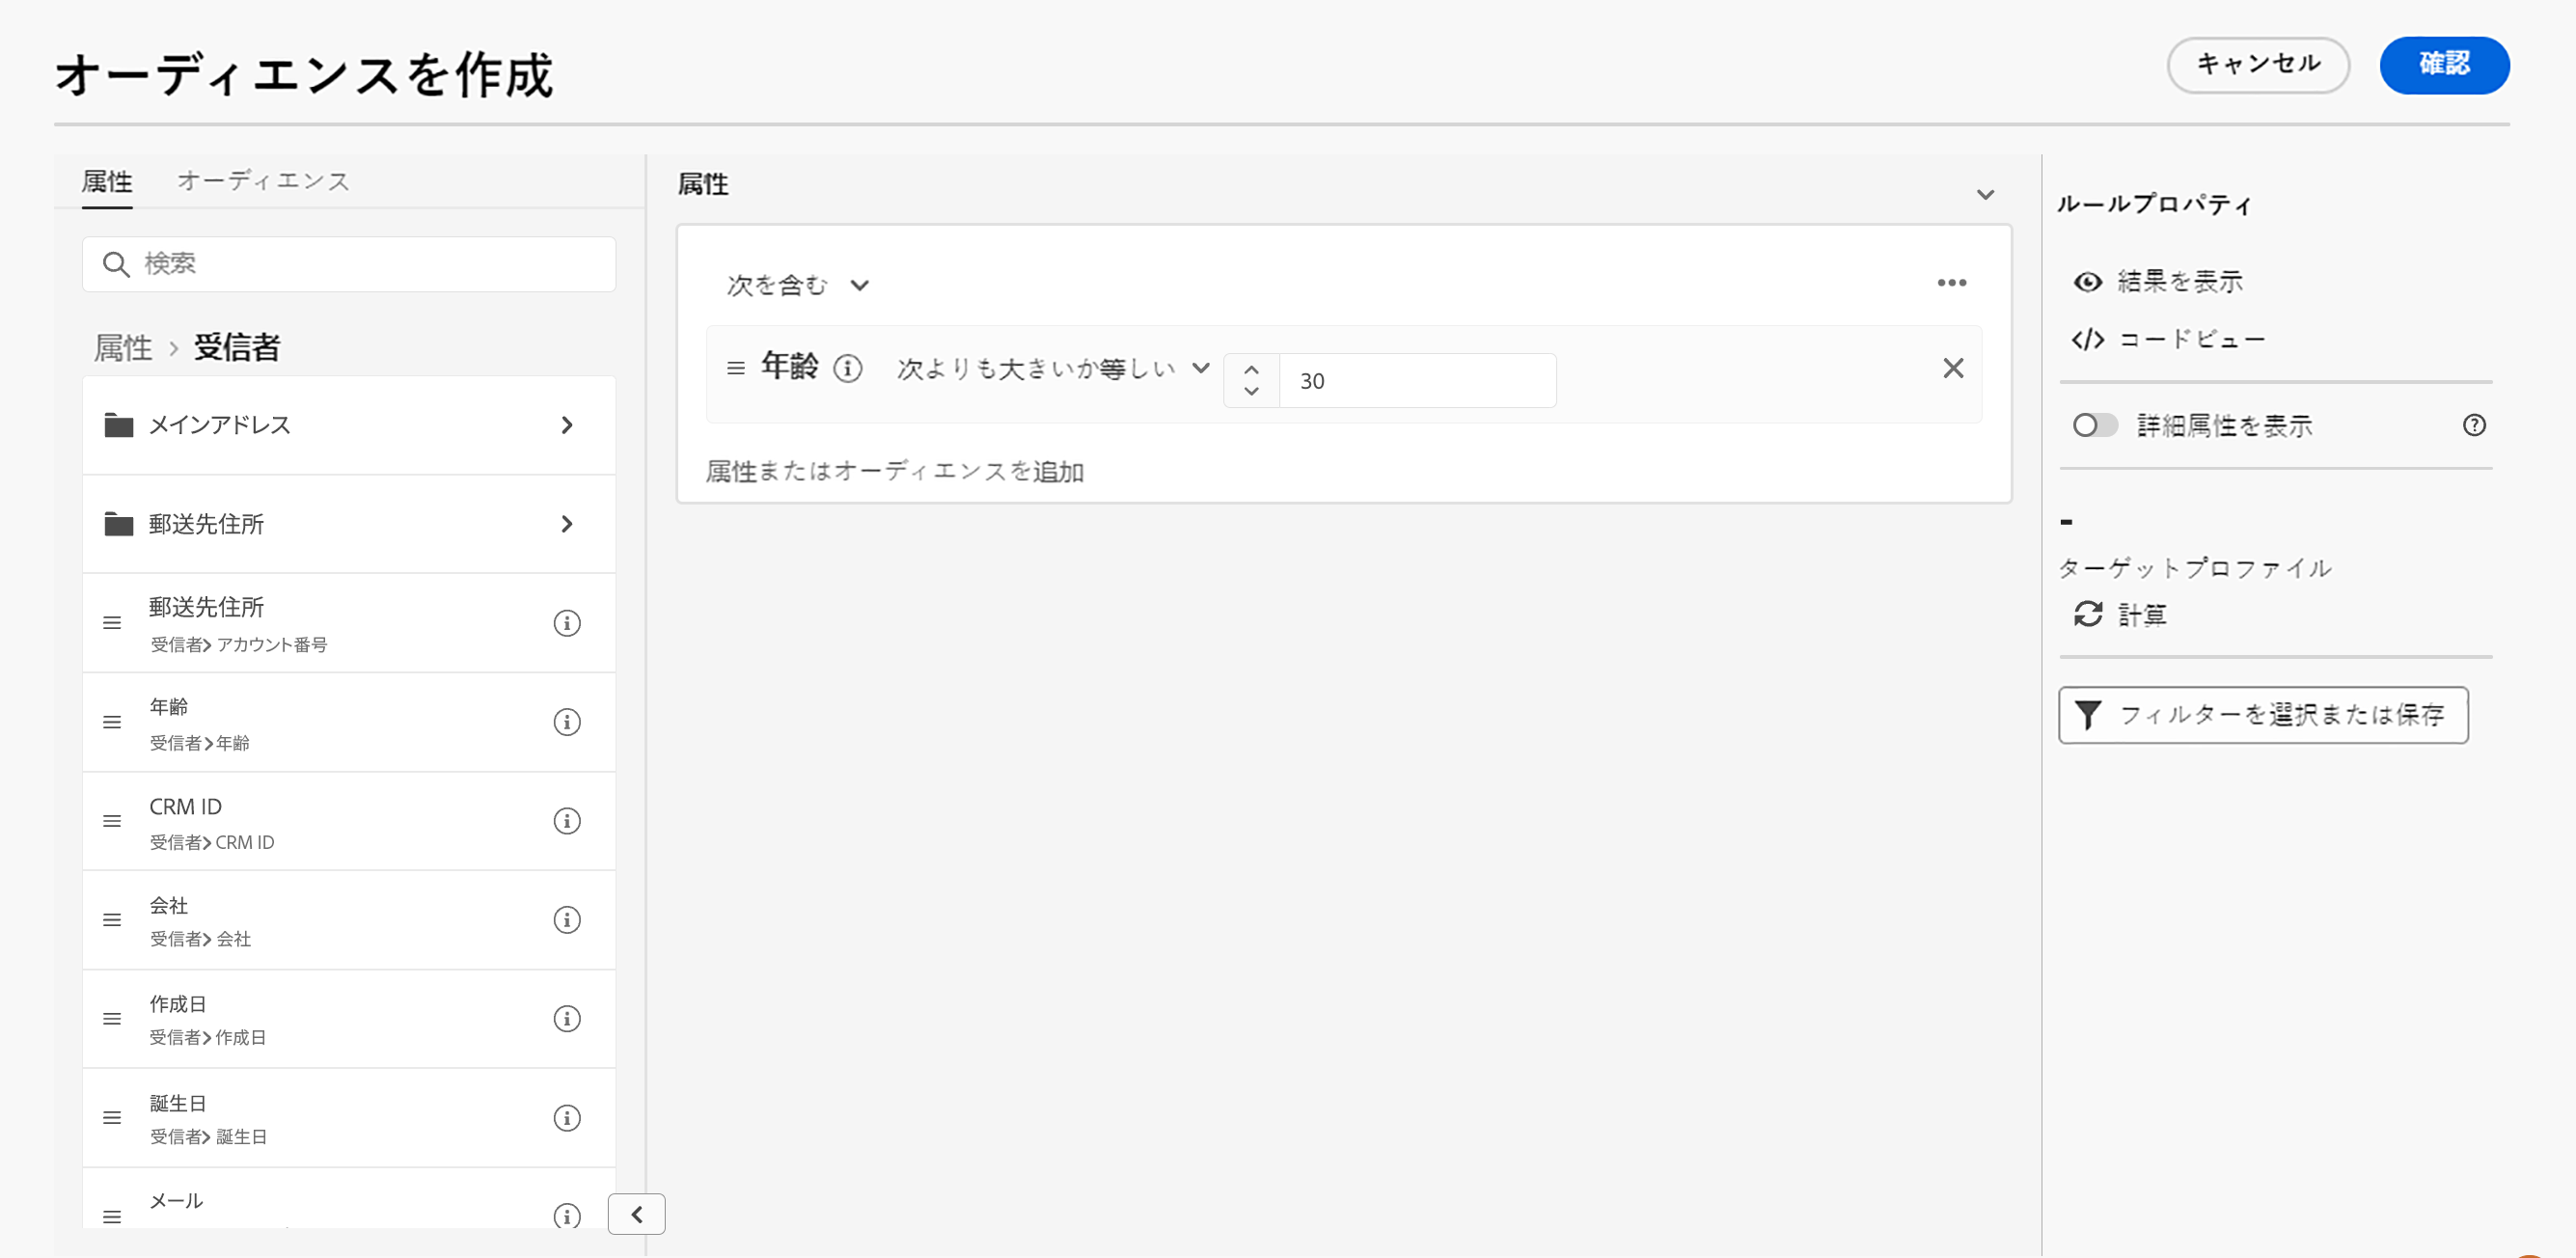 オーディエンスを作成
キャンセル
確認
属性
オーディエンス
検索
属性 > 受信者
メインアドレス
郵送先住所
郵送先住所
受信者> アカウント番号
年齢
受信者>年齢
CRM ID
受信者> CRM ID
会社
受信者> 会社
作成日
受信者>作成日
誕生日
受信者> 誕生日
メール
属性
次を含む
年齢 次よりも大きいか等しい 30
属性またはオーディエンスを追加
ルールプロパティ
結果を表示
コードビュー
詳細属性を表示
-
ターゲットプロファイル
計算
フィルターを選択または保存